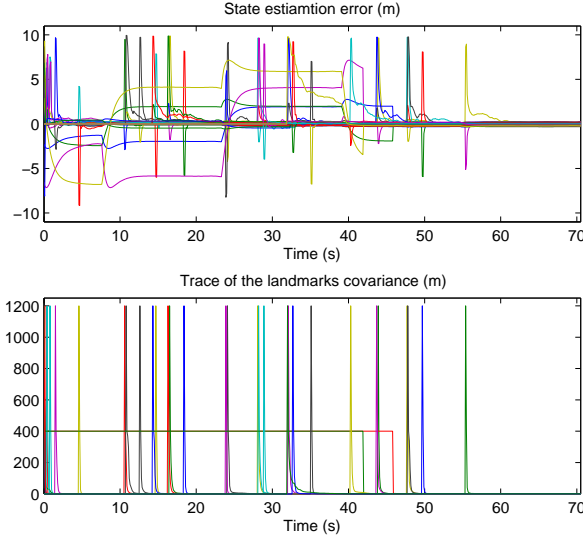 State estiamtion error (m)
10
5
0
−5
−10
0 10 20 30 40 50 60 70
Time (s)
Trace of the landmarks covariance (m)
1200
1000
800
600
400
200
0
0 10 20 30 40 50 60 70
Time (s)